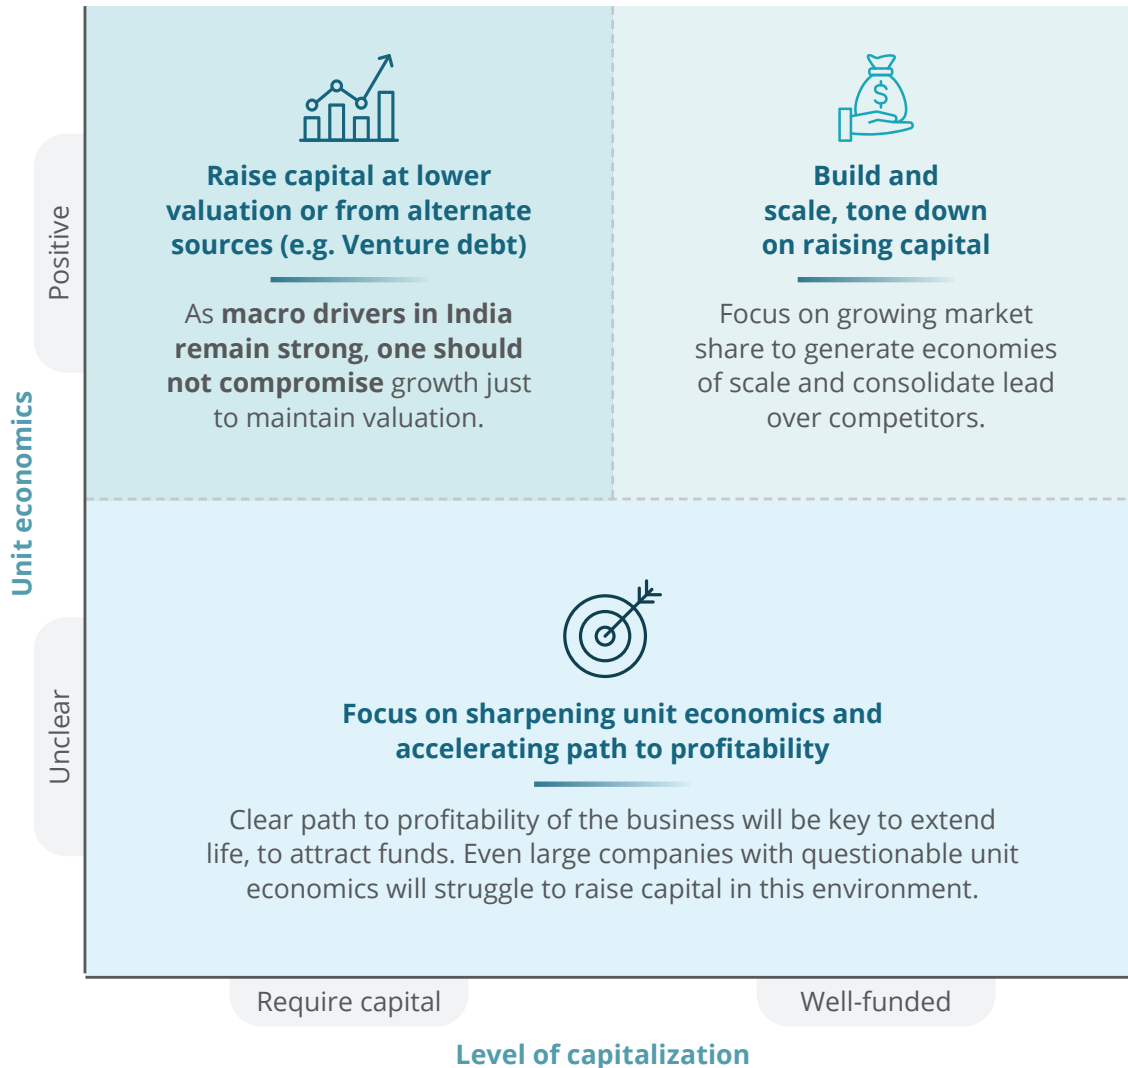 $
Raise capital at lower
valuation or from alternate
sources (e.g. Venture debt)
As macro drivers in India
remain strong, one should
not compromise growth just
to maintain valuation.
Build and
scale, tone down
on raising capital
Focus on growing market
share to generate economies
of scale and consolidate lead
over competitors.
Positive
Unit economics
Unclear
Focus on sharpening unit economics and
accelerating path to profitability
Clear path to profitability of the business will be key to extend
life, to attract funds. Even large companies with questionable unit
economics will struggle to raise capital in this environment.
Require capital
Well-funded
Level of capitalization